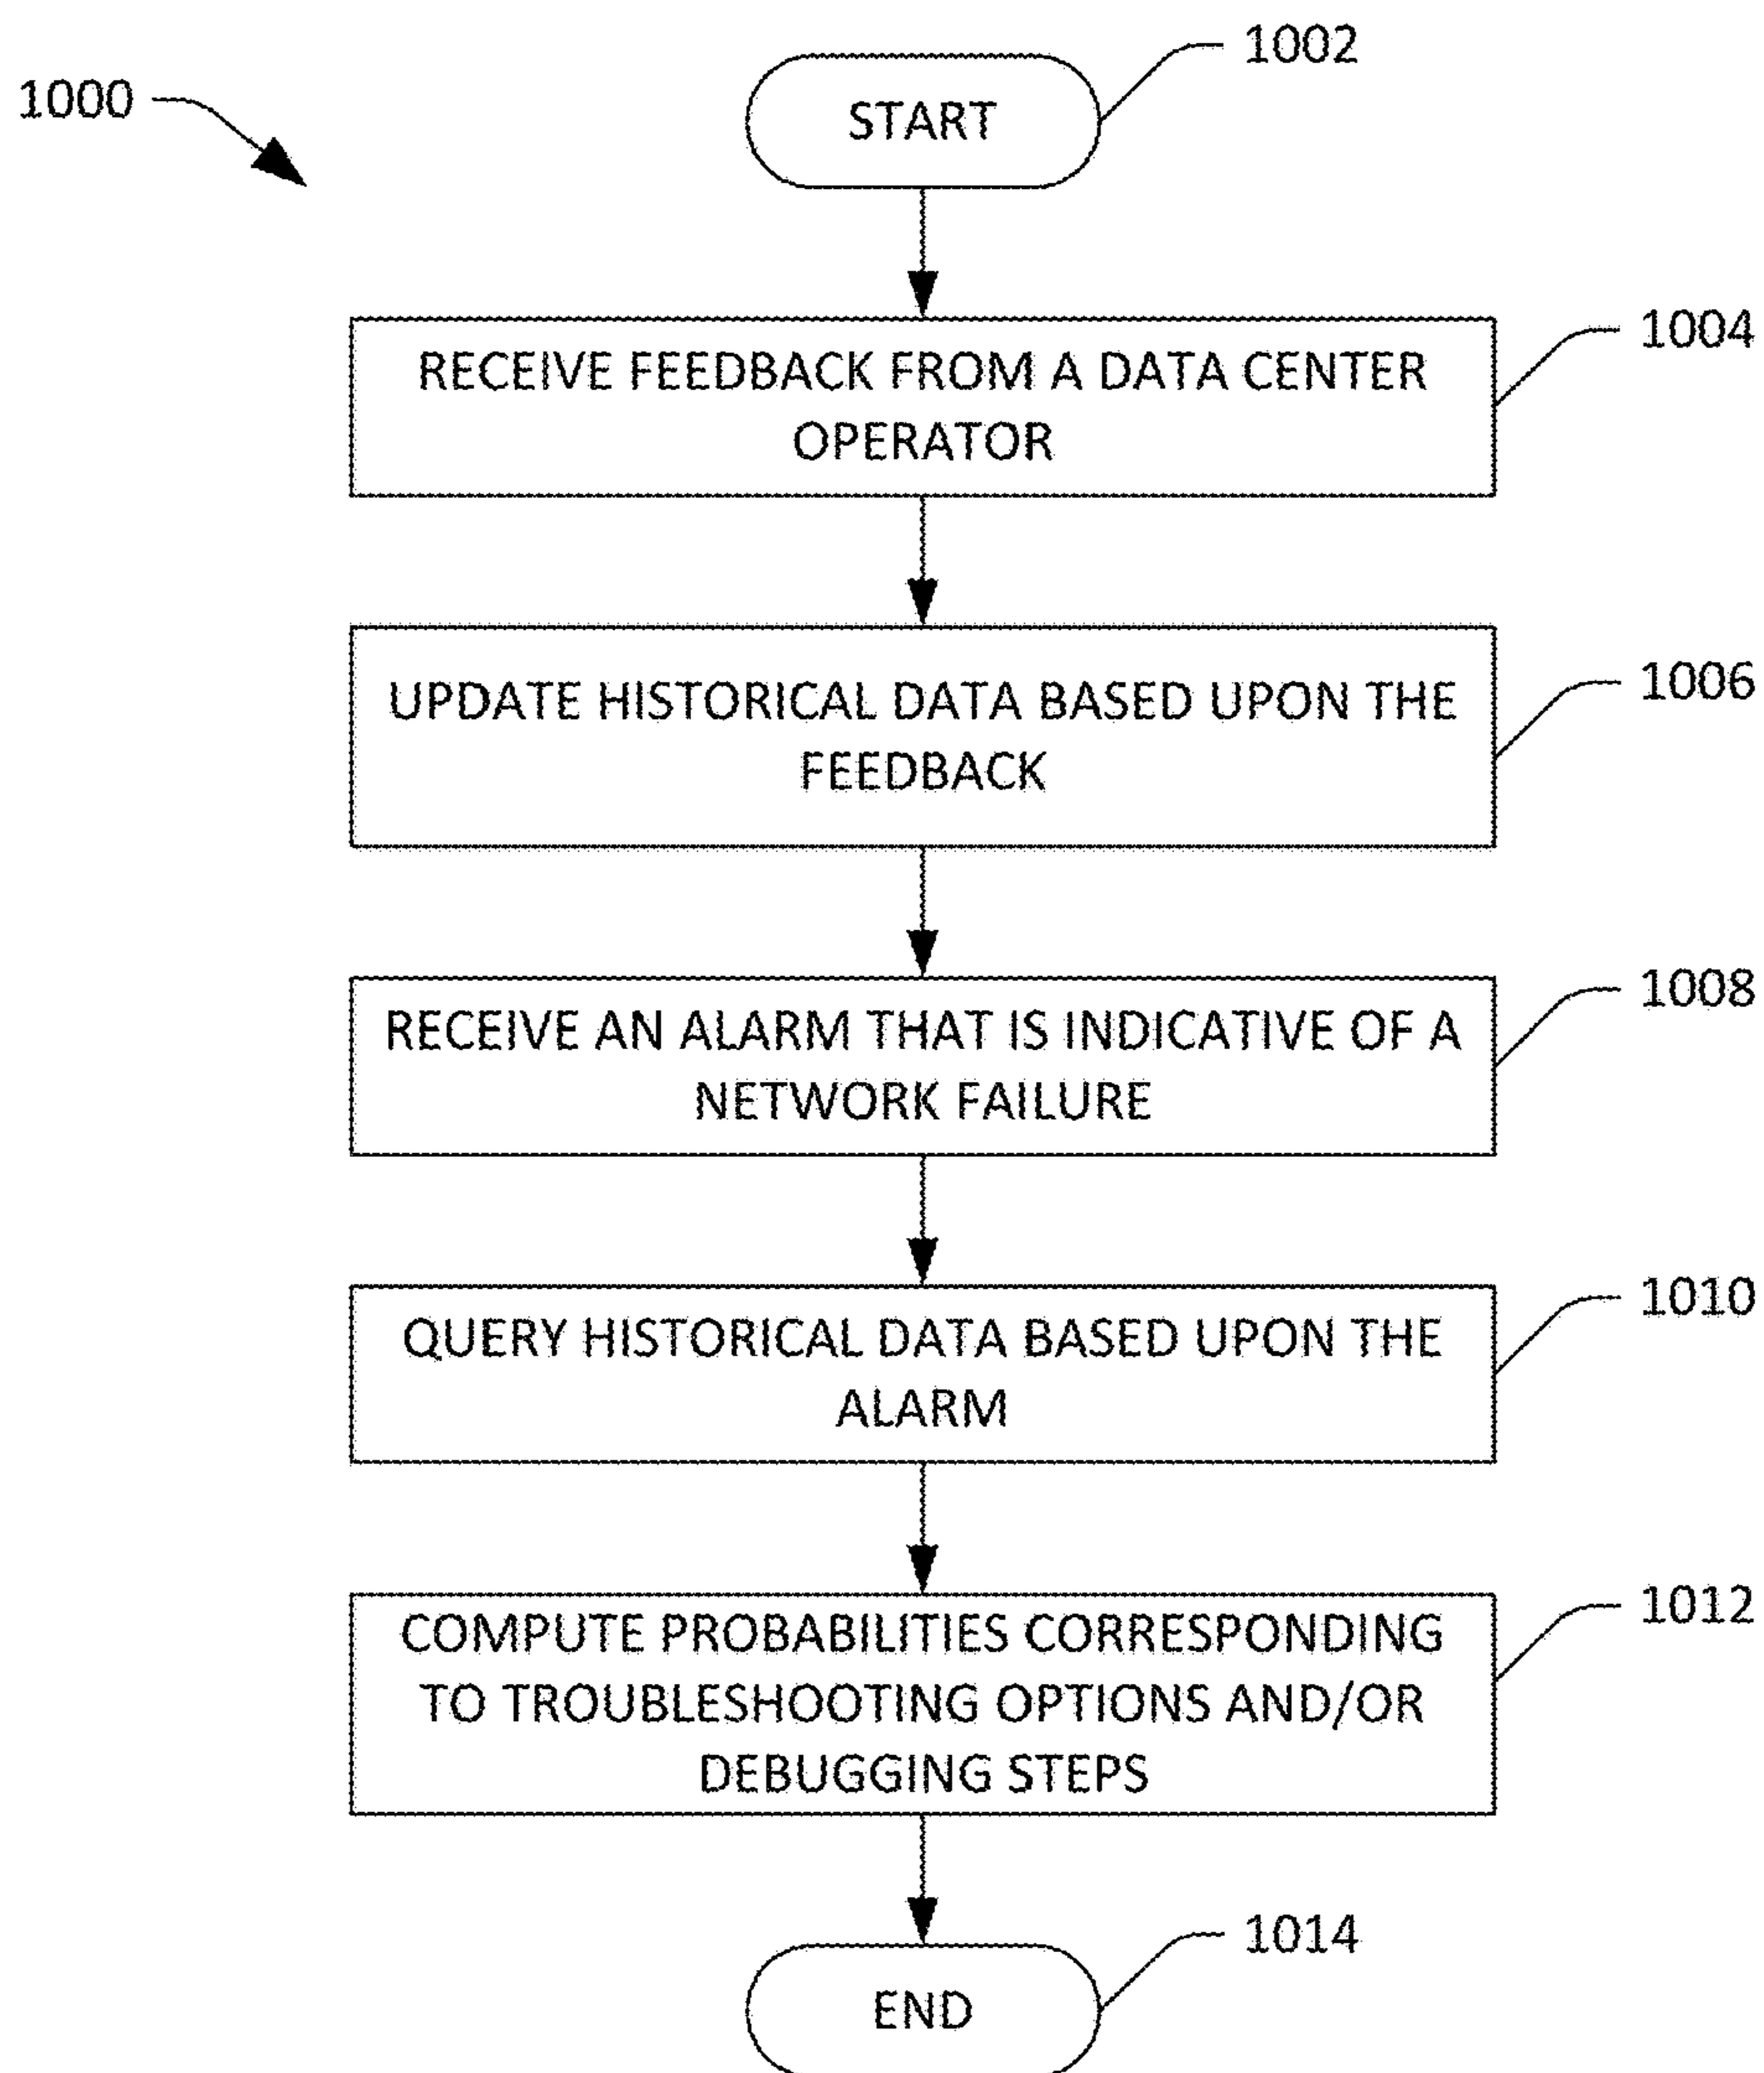 1002
1000
START
1004
RECEIVE FEEDBACK FROM A DATA CENTER
OPERATOR
1006
UPDATE HISTORICAL DATA BASED UPON THE
FEEDBACK
1008
RECEIVE AN ALARM THAT IS INDICATIVE OF A
NETWORK FAILURE
1010
QUERY HISTORICAL DATA BASED UPON THE
ALARM
1012
COMPUTE PROBABILITIES CORRESPONDING
TO TROUBLESHOOTING OPTIONS AND/OR
DEBUGGING STEPS
1014
END